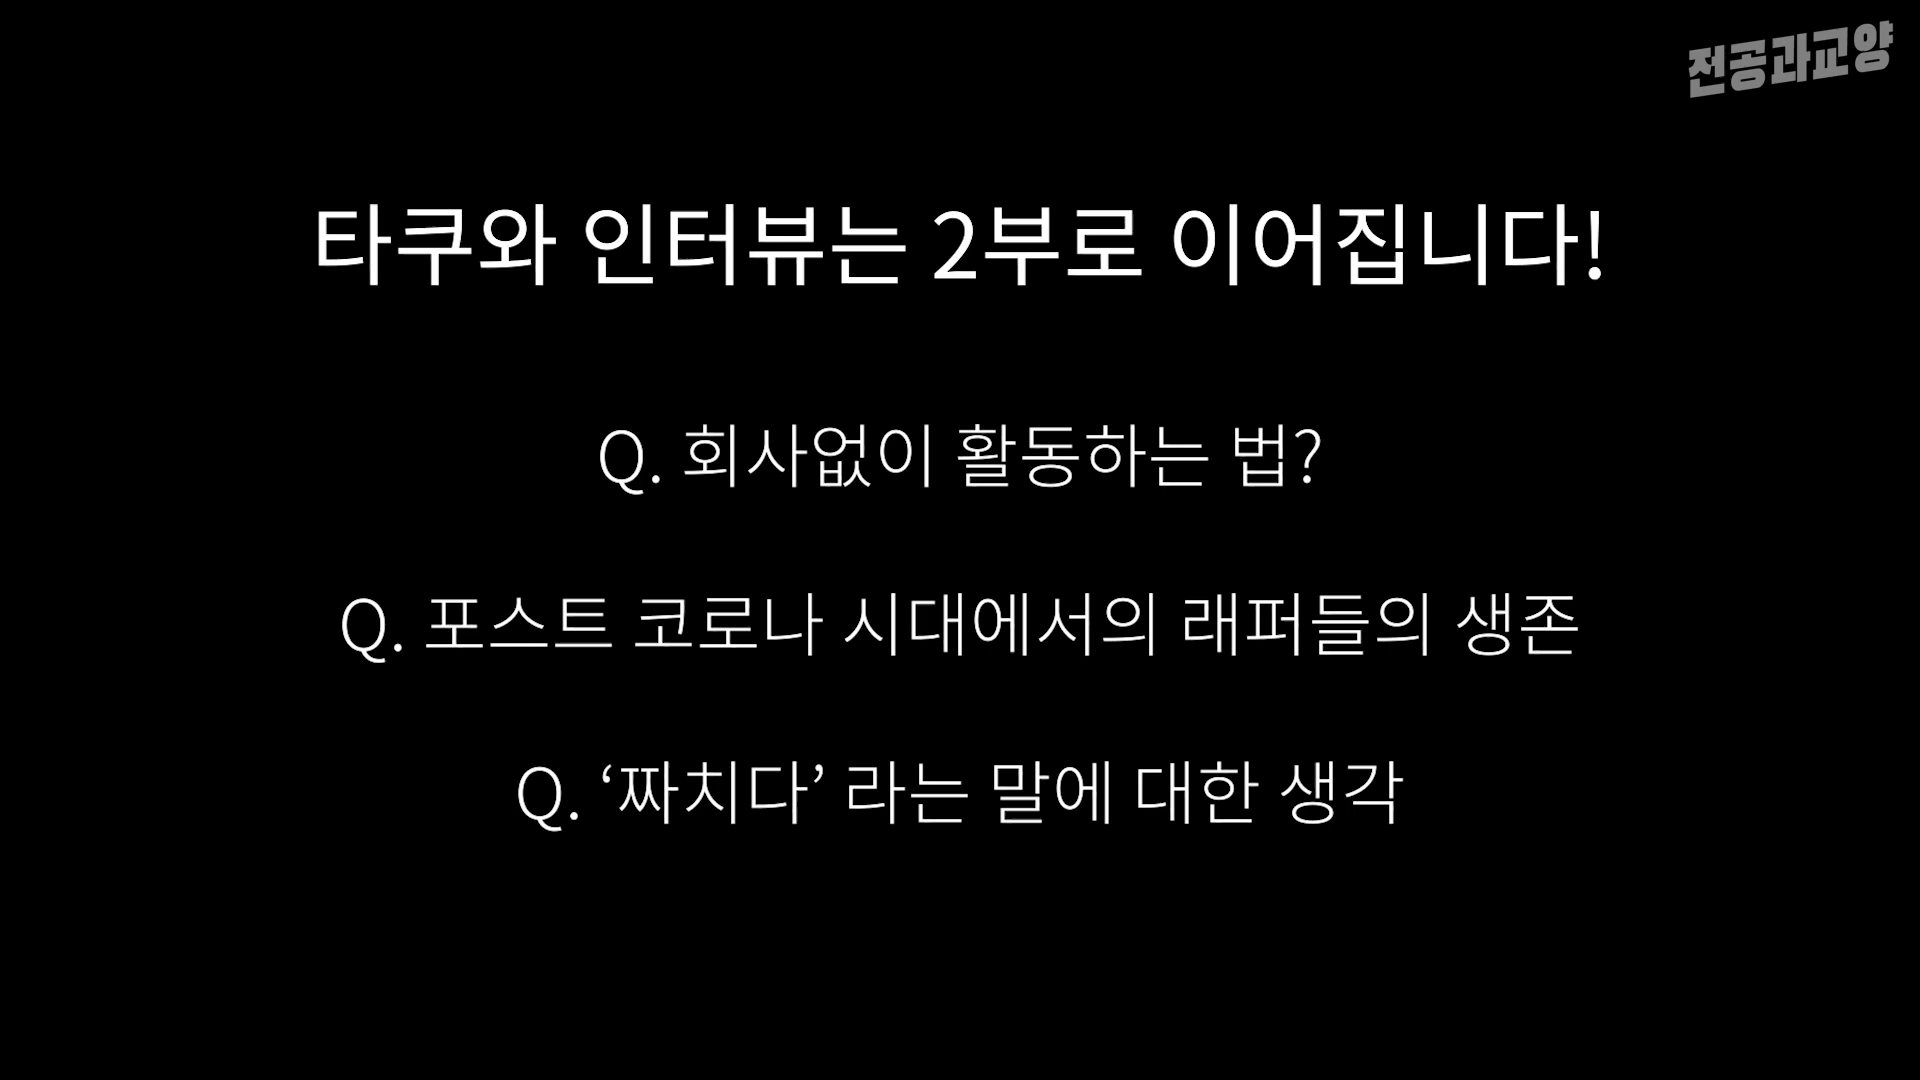 전공과교양
타쿠와 인터뷰는 2부로 이어집니다!
Q. 회사없이 활동하는 법?
Q. 포스트 코로나 시대에서의 래퍼들의 생존
Q. ‘짜치다’ 라는 말에 대한 생각